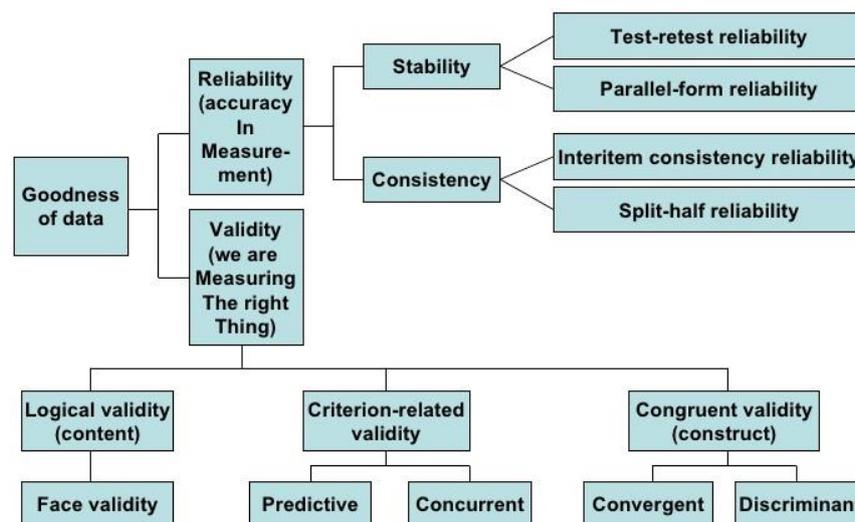 Test-retest reliability
Reliability
(accuracy
In
Measure-
ment)
Stability
Parallel-form reliability
Goodness
of data
Consistency
Interitem consistency reliability
Split-half reliability
Validity
(we are
Measuring
The right
Thing)
Logical validity
(content)
Criterion-related
validity
Congruent validity
(construct)
Face validity
Predictive
Concurrent
Convergent
Discriminan